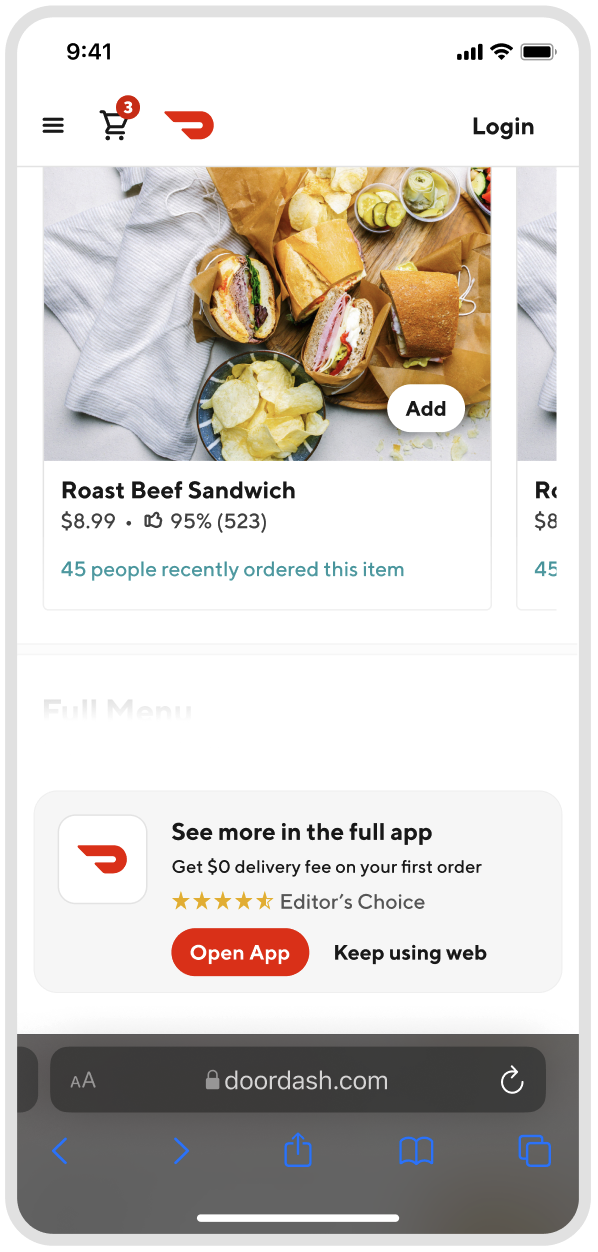 9:41
3
Login
Add
Roast Beef Sandwich
$8.99 • 95% (523)
45 people recently ordered this item
$8
45
Full Menu
See more in the full app
Get $0 delivery fee on your first order
Editor’s Choice
Open App Keep using web
AA doordash.com